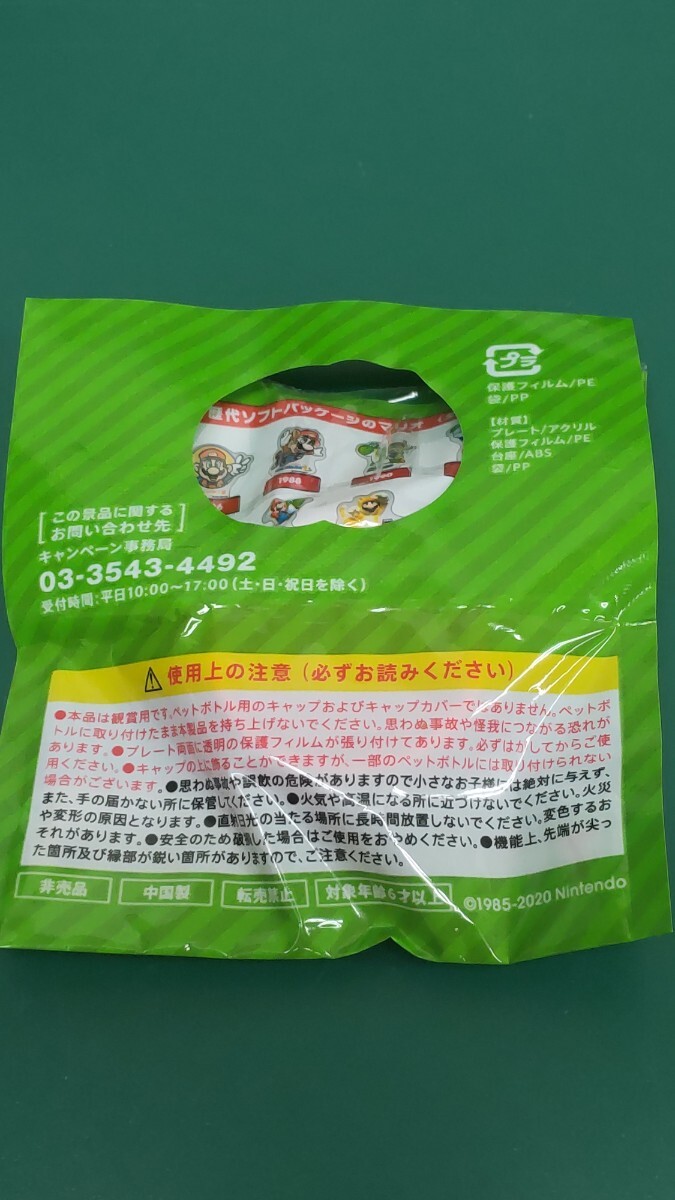 プラ
保護フィルム/PE
袋/PP
【材質】
プレート/アクリル
保護フィルム/PE
台座/ABS
袋/PP
歴代ソフトパッケージのマリオ
1988
1990
[この景品に関する
お問い合わせ先]
キャンペーン事務局
03-3543-4492
受付時間:平日10:00〜17:00(土・日・祝日を除く)
使用上の注意(必ずお読みください)
●本品は観賞用です。ペットボトル用のキャップおよびキャップカバーではありません。ペットボ
トルに取り付けたまま本製品を持ち上げないでください。思わぬ事故や怪我につながる恐れが
あります。●プレート両面に透明の保護フィルムが張り付けてあります。必ずはがしてからご使
用ください。●キャップの上に飾ることができますが、一部のペットボトルには取り付けられない
場合がございます。●思わぬ事故や誤飲の危険がありますので小さなお子様には絶対に与えず、
また、手の届かない所に保管してください。●火気や高温になる所に近づけないでください。火災
や変形の原因となります。●直射日光の当たる場所に長時間放置しないでください。変色するお
それがあります。●安全のため破損した場合はご使用をおやめください。●機能上、先端が尖っ
た箇所及び縁部が鋭い箇所がありますので、ご注意ください。
非売品 中国製 転売禁止 対象年齢6才以上 ©1985-2020 Nintendo